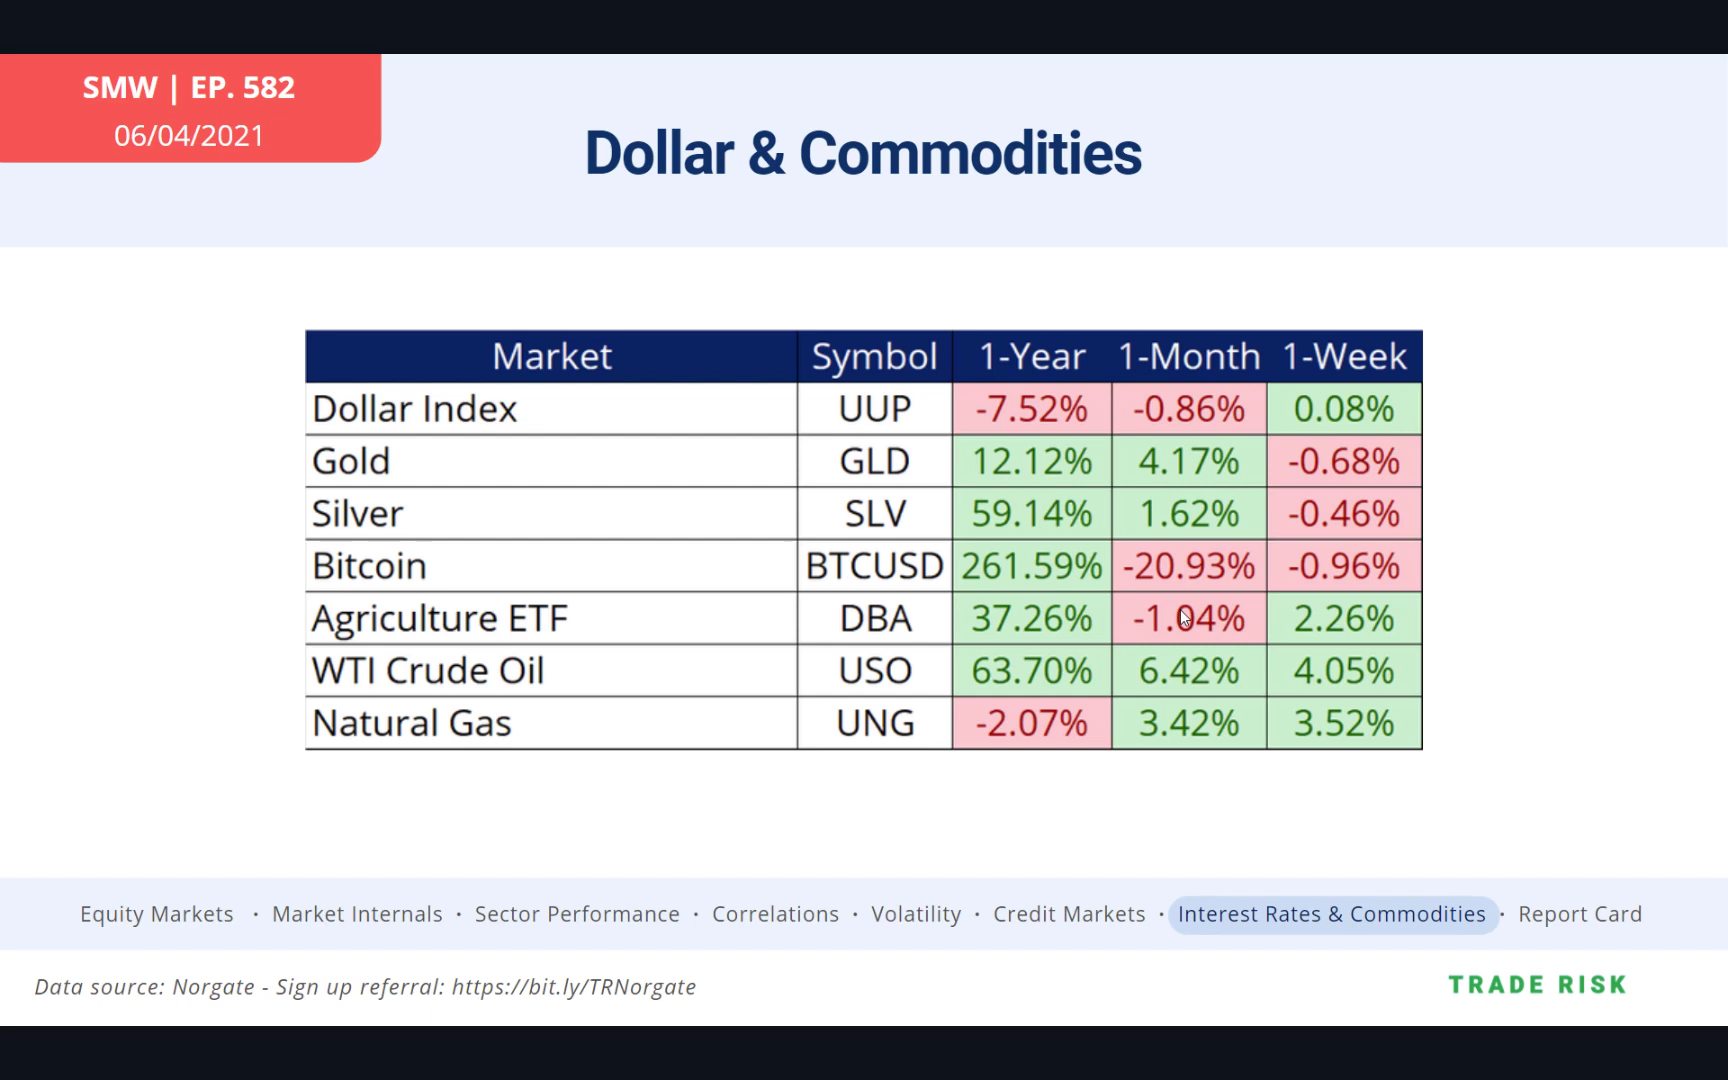 SMW | EP. 582
06/04/2021
Dollar & Commodities
Market Symbol 1-Year 1-Month 1-Week
Dollar Index UUP -7.52% -0.86% 0.08%
Gold GLD 12.12% 4.17% -0.68%
Silver SLV 59.14% 1.62% -0.46%
Bitcoin BTCUSD 261.59% -20.93% -0.96%
Agriculture ETF DBA 37.26% -1.04% 2.26%
WTI Crude Oil USO 63.70% 6.42% 4.05%
Natural Gas UNG -2.07% 3.42% 3.52%
Equity Markets · Market Internals · Sector Performance · Correlations · Volatility · Credit Markets · Interest Rates & Commodities · Report Card
Data source: Norgate - Sign up referral: https://bit.ly/TRNorgate
TRADE RISK